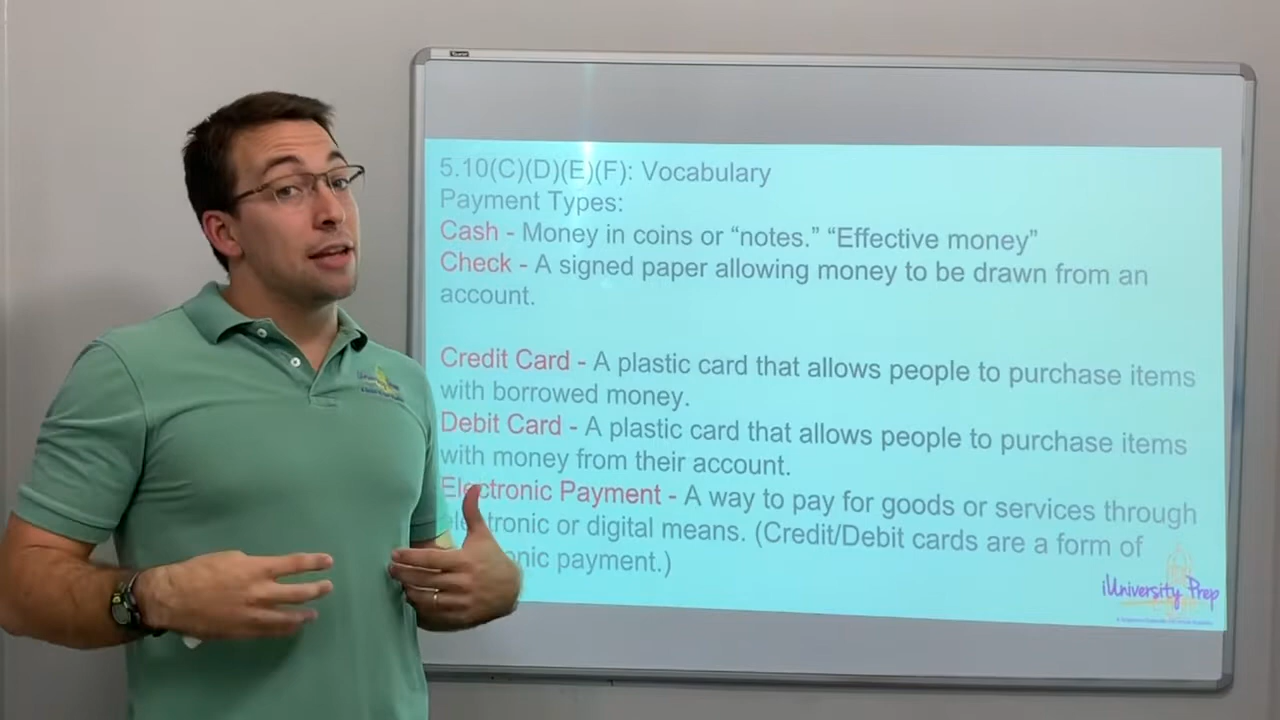 5.10(C)(D)(E)(F): Vocabulary
Payment Types:
Cash - Money in coins or “notes.” “Effective money”
Check - A signed paper allowing money to be drawn from an
account.
Credit Card - A plastic card that allows people to purchase items
with borrowed money.
Debit Card - A plastic card that allows people to purchase items
with money from their account.
Electronic Payment - A way to pay for goods or services through
electronic or digital means. (Credit/Debit cards are a form of
payment.)
iUniversity Prep
iUniversity Prep